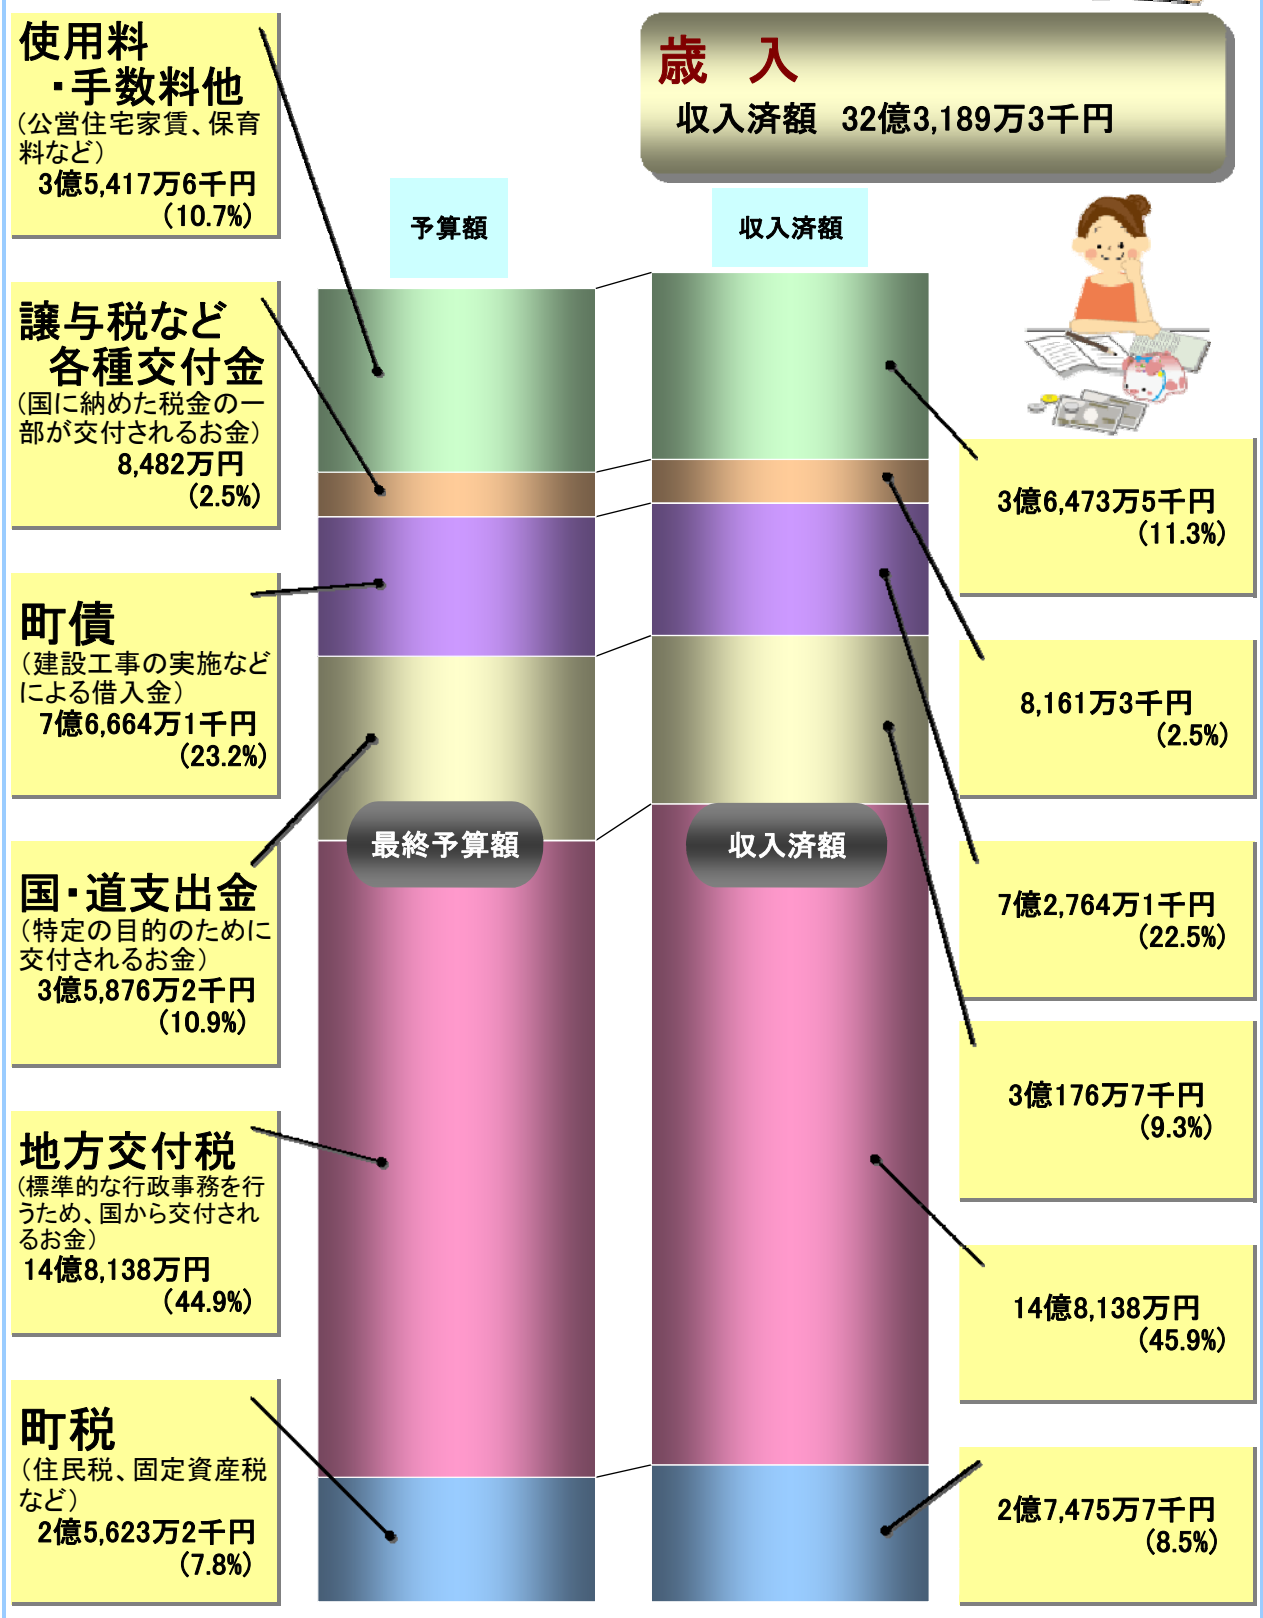 歳　入
収入済額　32億3,189万3千円
使用料
・手数料他
（公営住宅家賃、保育
料など）
3億5,417万6千円
（10.7%）
譲与税など
各種交付金
（国に納めた税金の一
部が交付されるお金）
8,482万円
（2.5%）
町債
（建設工事の実施など
による借入金）
7億6,664万1千円
（23.2%）
国・道支出金
（特定の目的のために
交付されるお金）
3億5,876万2千円
（10.9%）
地方交付税
（標準的な行政事務を行
うため、国から交付され
るお金）
14億8,138万円
（44.9%）
町税
（住民税、固定資産税
など）
2億5,623万2千円
（7.8%）
予算額
最終予算額
収入済額
収入済額
3億6,473万5千円
（11.3%）
8,161万3千円
（2.5%）
7億2,764万1千円
（22.5%）
3億176万7千円
（9.3%）
14億8,138万円
（45.9%）
2億7,475万7千円
（8.5%）